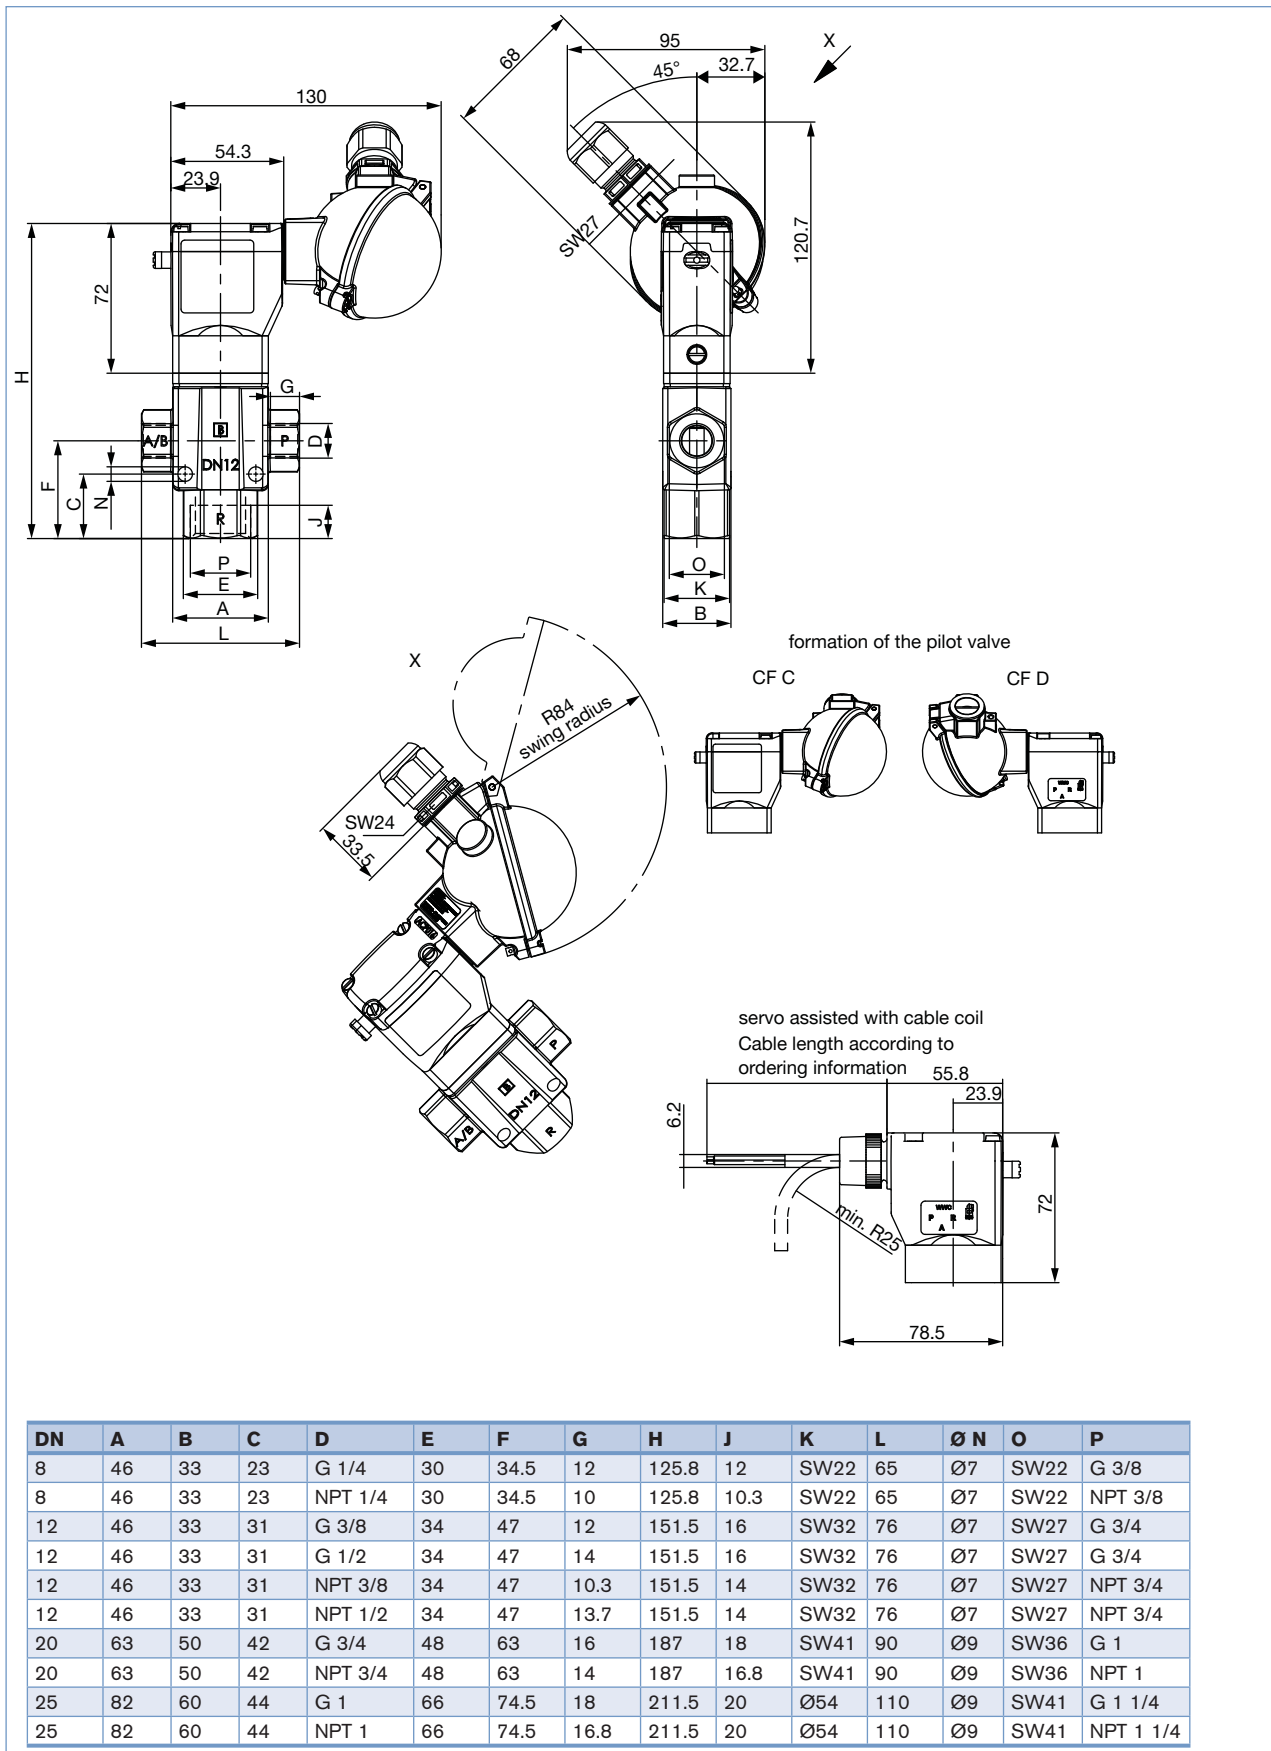 95
68
X
45°
32.7
130
54.3
23.9
SW27
120.7
72
H
G
A/B
B
P
D
DN12
F
C
N
R
J
P
E
A
L
O
K
B
X
R84
swing radius
SW24
33.5
P
B
DN12
A/B
R
formation of the pilot valve
CF C
CF D
P R
A
servo assisted with cable coil
Cable length according to
ordering information
55.8
23.9
6.2
72
min. R25
WWO
P R
A
78.5
DN A B C D E F G H J K L Ø N O P
8 46 33 23 G 1/4 30 34.5 12 125.8 12 SW22 65 Ø7 SW22 G 3/8
8 46 33 23 NPT 1/4 30 34.5 10 125.8 10.3 SW22 65 Ø7 SW22 NPT 3/8
12 46 33 31 G 3/8 34 47 12 151.5 16 SW32 76 Ø7 SW27 G 3/4
12 46 33 31 G 1/2 34 47 14 151.5 16 SW32 76 Ø7 SW27 G 3/4
12 46 33 31 NPT 3/8 34 47 10.3 151.5 14 SW32 76 Ø7 SW27 NPT 3/4
12 46 33 31 NPT 1/2 34 47 13.7 151.5 14 SW32 76 Ø7 SW27 NPT 3/4
20 63 50 42 G 3/4 48 63 16 187 18 SW41 90 Ø9 SW36 G 1
20 63 50 42 NPT 3/4 48 63 14 187 16.8 SW41 90 Ø9 SW36 NPT 1
25 82 60 44 G 1 66 74.5 18 211.5 20 Ø54 110 Ø9 SW41 G 1 1/4
25 82 60 44 NPT 1 66 74.5 16.8 211.5 20 Ø54 110 Ø9 SW41 NPT 1 1/4